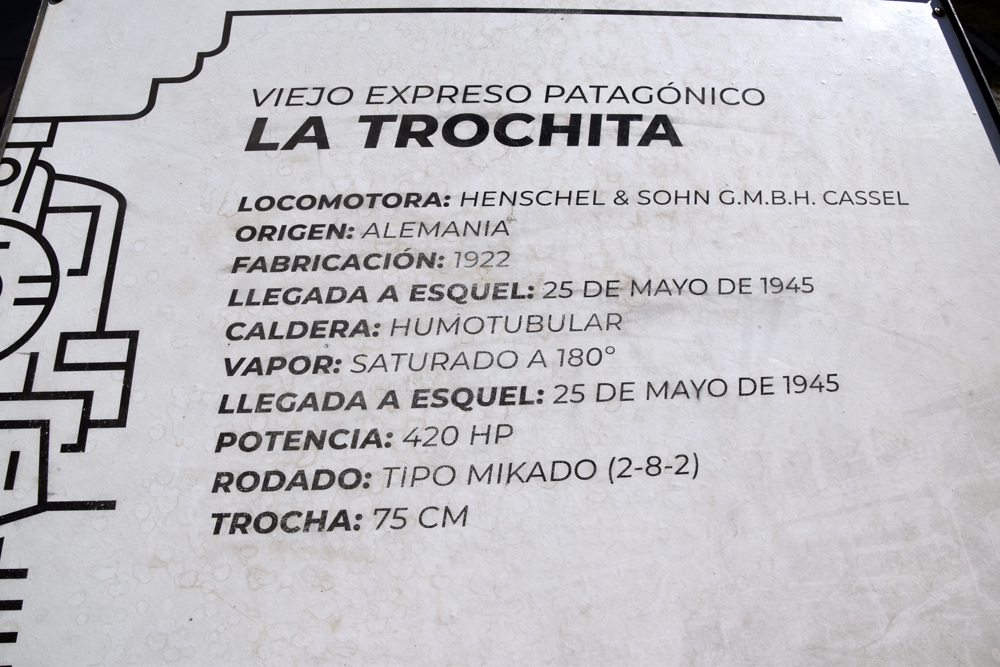 VIEJO EXPRESO PATAGÓNICO
LA TROCHITA
LOCOMOTORA: HENSCHEL & SOHN G.M.B.H. CASSEL
ORIGEN: ALEMANIA
FABRICACIÓN: 1922
LLEGADA A ESQUEL: 25 DE MAYO DE 1945
CALDERA: HUMOTUBULAR
VAPOR: SATURADO A 180°
LLEGADA A ESQUEL: 25 DE MAYO DE 1945
POTENCIA: 420 HP
RODADO: TIPO MIKADO (2-8-2)
TROCHA: 75 CM